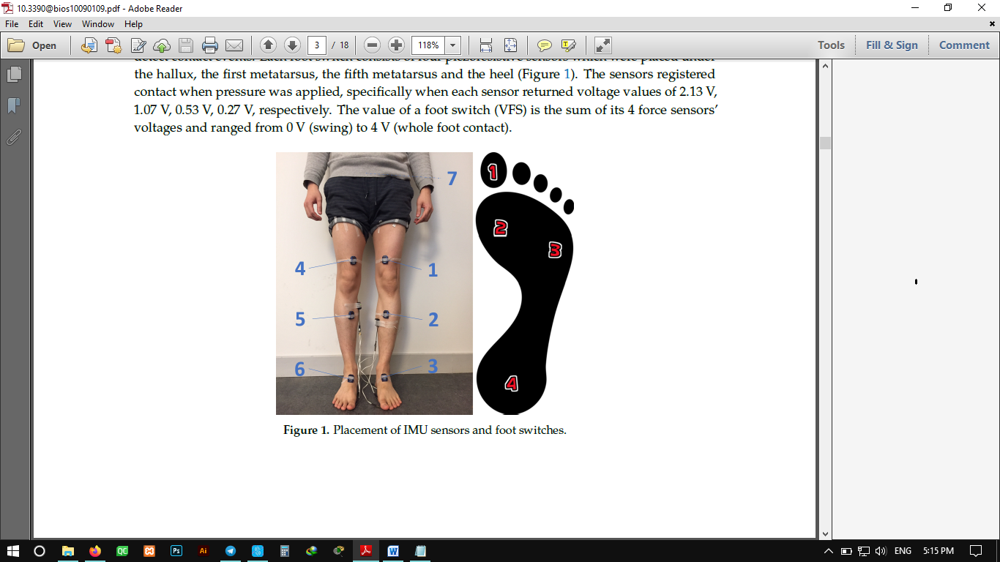 10.3390@bios10090109.pdf - Adobe Reader
File Edit View Window Help
Open 3 / 18 118% Tools Fill & Sign Comment
the hallux, the first metatarsus, the fifth metatarsus and the heel (Figure 1). The sensors registered
contact when pressure was applied, specifically when each sensor returned voltage values of 2.13 V,
1.07 V, 0.53 V, 0.27 V, respectively. The value of a foot switch (VFS) is the sum of its 4 force sensors’
voltages and ranged from 0 V (swing) to 4 V (whole foot contact).
7
4 1
5 2
6 3
1
2
3
4
Figure 1. Placement of IMU sensors and foot switches.
QC Ps Ai W ENG 5:15 PM